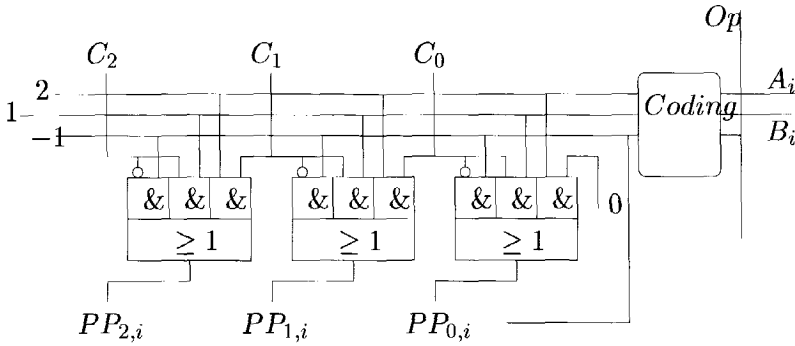 Op
C₂ C₁ C₀
2 Aᵢ
1 Coding
−1 Bᵢ
& & & & & & & & & 0
≥ 1 ≥ 1 ≥ 1
PP₂,ᵢ PP₁,ᵢ PP₀,ᵢ